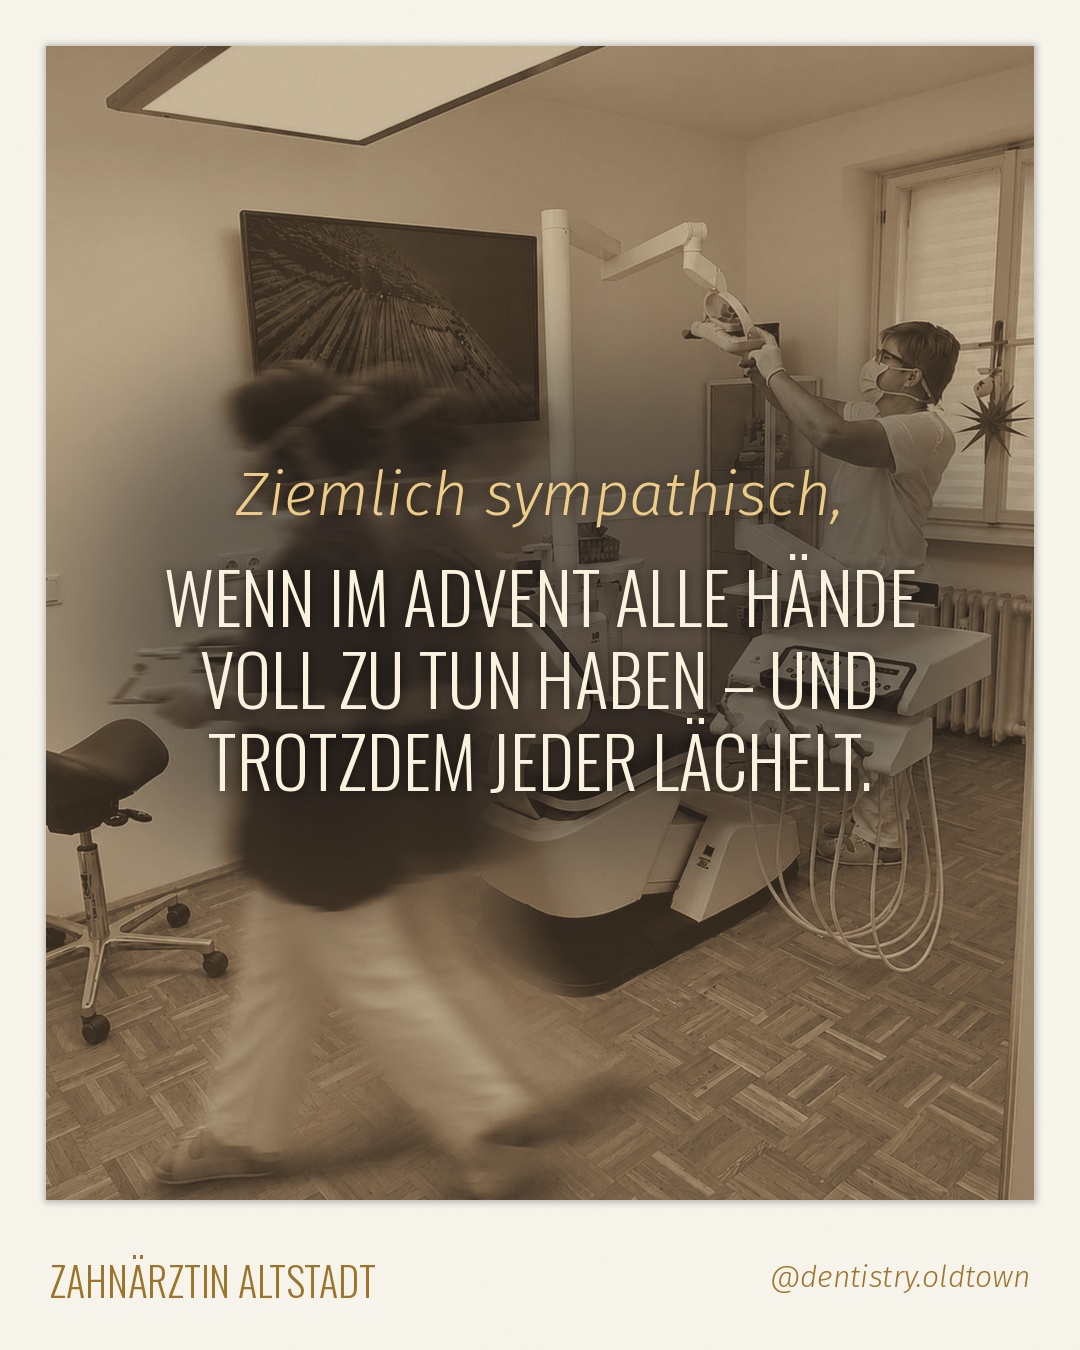 Ziemlich sympathisch,
WENN IM ADVENT ALLE HÄNDE
VOLL ZU TUN HABEN – UND
TROTZDEM JEDER LÄCHELT.
ZAHNÄRZTIN ALTSTADT
@dentistry.oldtown